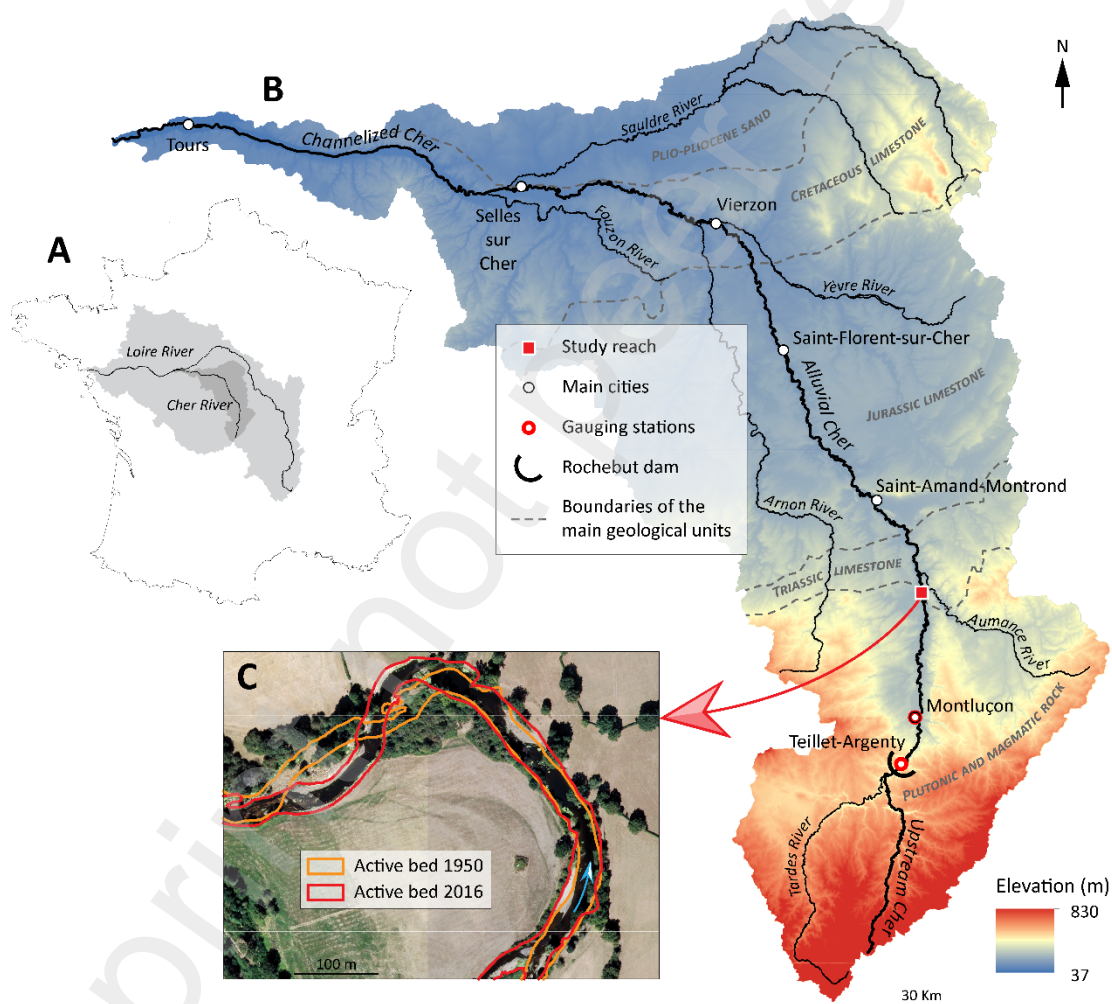 N
B
Sauldre River
PLIO-PLIOCENE SAND
CRETACEOUS LIMESTONE
Channelized Cher
Tours
Selles
sur
Cher
Fouzon River
Vierzon
Yèvre River
A
Loire River
Cher River
Study reach
Main cities
Gauging stations
Rochebut dam
Boundaries of the
main geological units
Saint-Florent-sur-Cher
Alluvial Cher
JURASSIC LIMESTONE
Saint-Amand-Montrond
Arnon River
TRIASSIC LIMESTONE
Aumance River
Montluçon
Teillet-Argenty
PLUTONIC AND MAGMATIC ROCK
Tardes River
Upstream Cher
C
Active bed 1950
Active bed 2016
100 m
Elevation (m)
830
37
30 Km